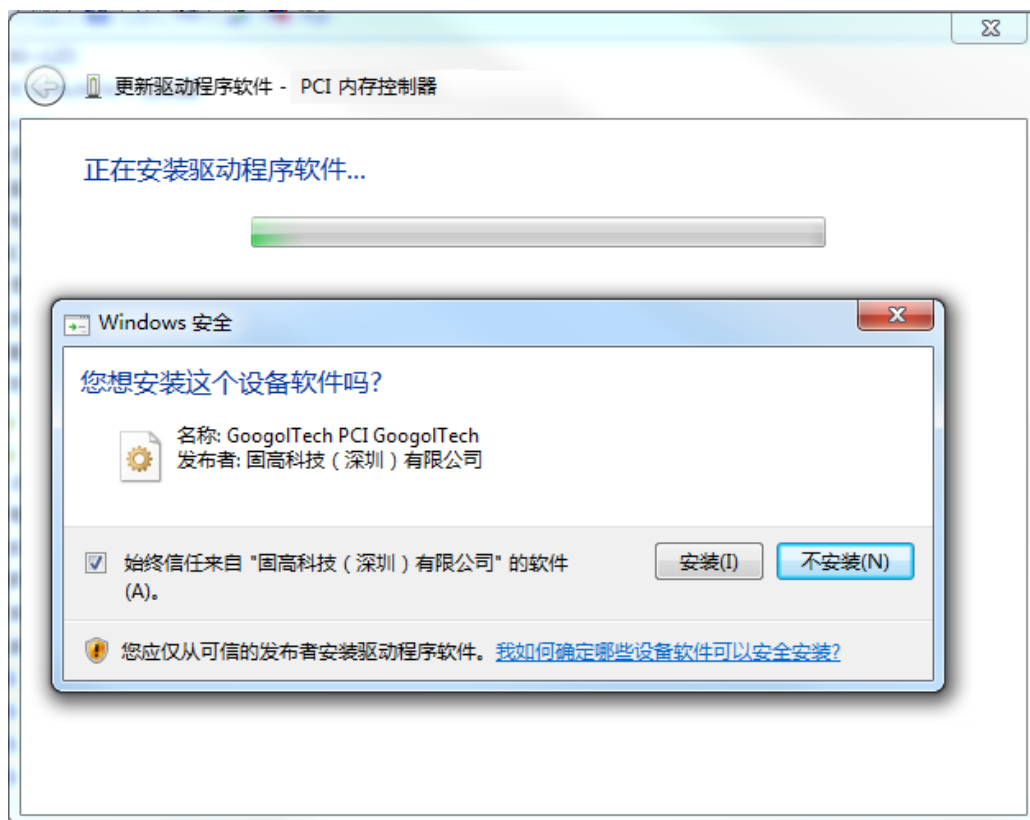 更新驱动程序软件 - PCI 内存控制器
正在安装驱动程序软件...
Windows 安全
您想安装这个设备软件吗?
名称: GoogolTech PCI GoogolTech
发布者: 固高科技（深圳）有限公司
始终信任来自 "固高科技（深圳）有限公司" 的软件
(A)。
安装(I)
不安装(N)
您应仅从可信的发布者安装驱动程序软件。我如何确定哪些设备软件可以安全安装?